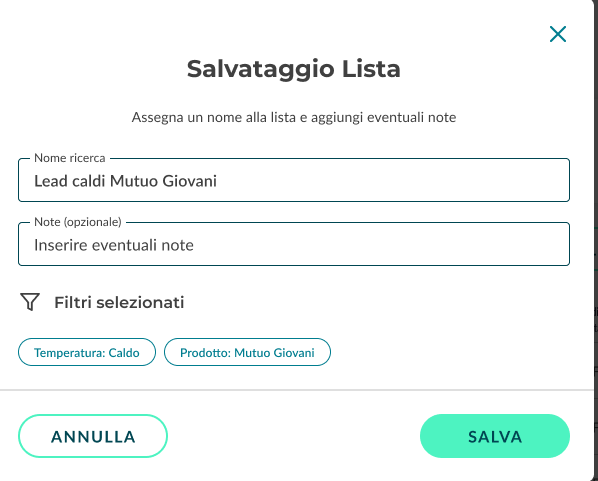 Salvataggio Lista
Assegna un nome alla lista e aggiungi eventuali note
Nome ricerca
Lead caldi Mutuo Giovani
Note (opzionale)
Inserire eventuali note
Filtri selezionati
Temperatura: Caldo
Prodotto: Mutuo Giovani
ANNULLA
SALVA